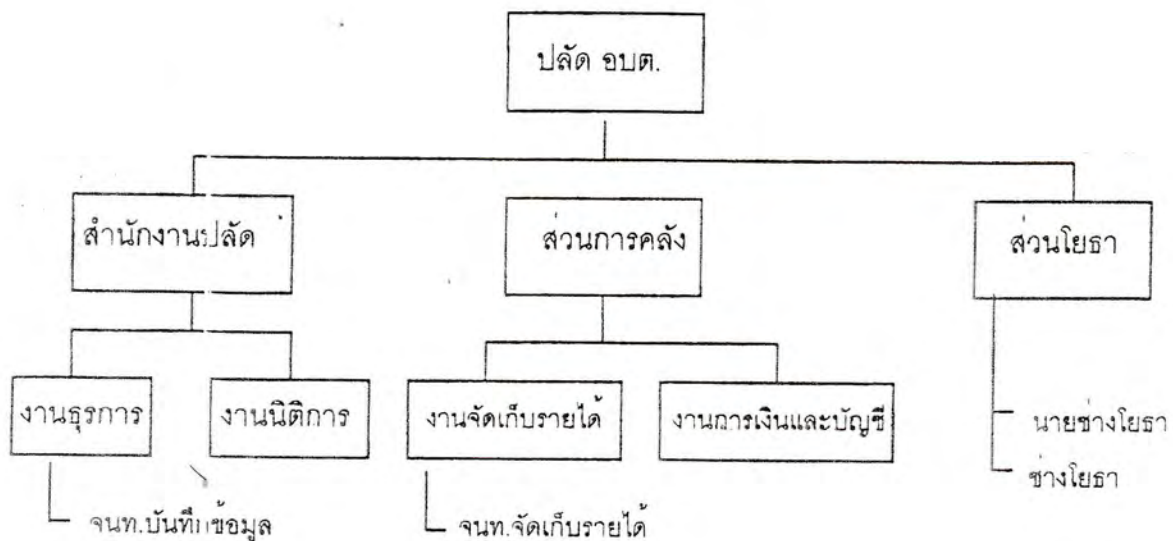 ปลัด อบต.
สำนักงานปลัด
ส่วนการคลัง
ส่วนโยธา
งานธุรการ
งานนิติการ
งานจัดเก็บรายได้
งานการเงินและบัญชี
นายช่างโยธา
ช่างโยธา
จนท.บันทึกข้อมูล
จนท.จัดเก็บรายได้